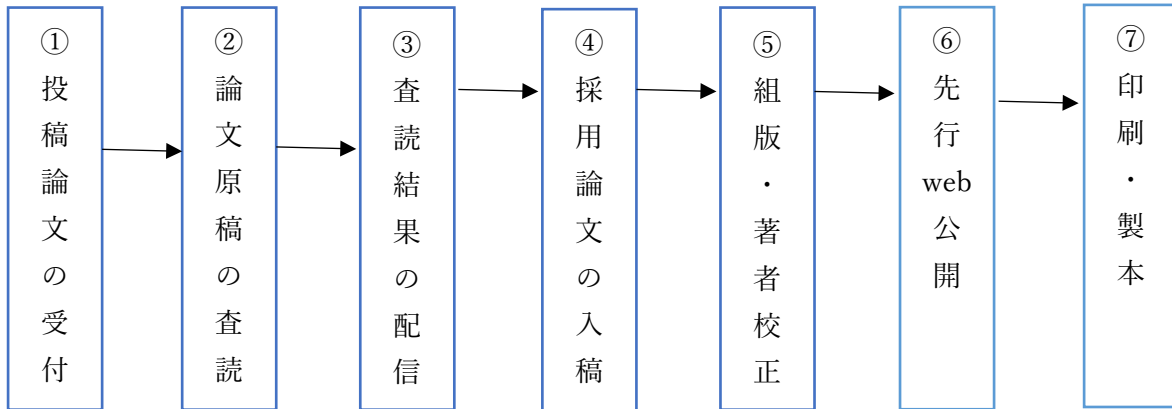 ①投稿論文の受付
②論文原稿の査読
③査読結果の配信
④採用論文の入稿
⑤組版・著者校正
⑥先行web公開
⑦印刷・製本